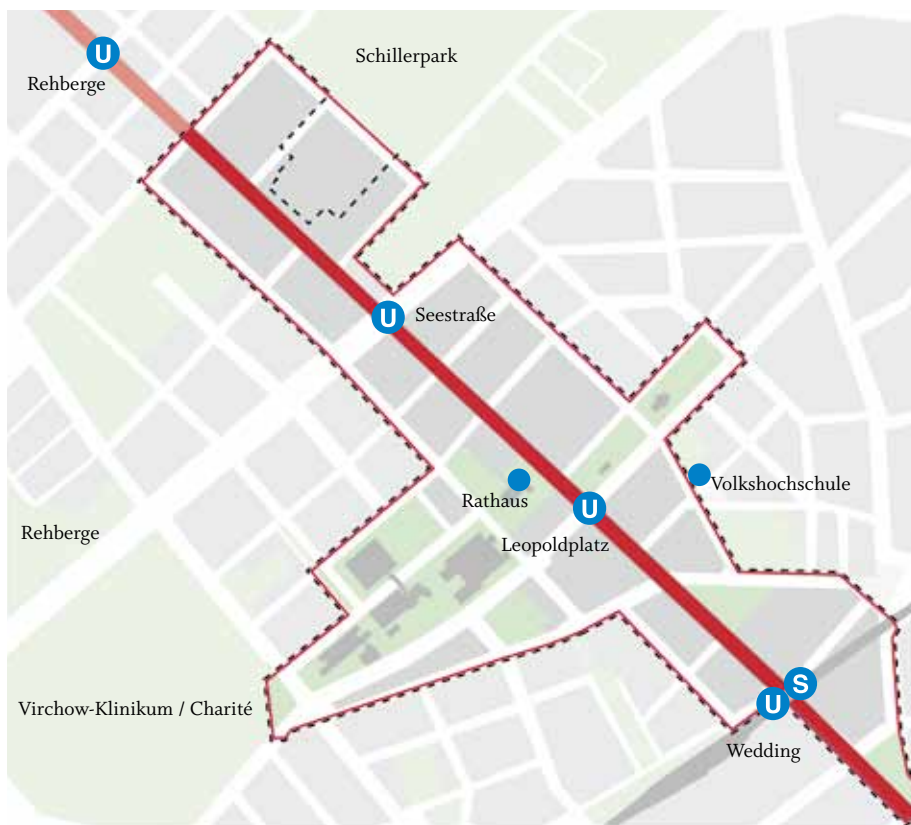 U
Schillerpark
Rehberge
U
Seestraße
Rathaus
Volkshochschule
U
Leopoldplatz
Rehberge
S
U
Virchow-Klinikum / Charité
Wedding